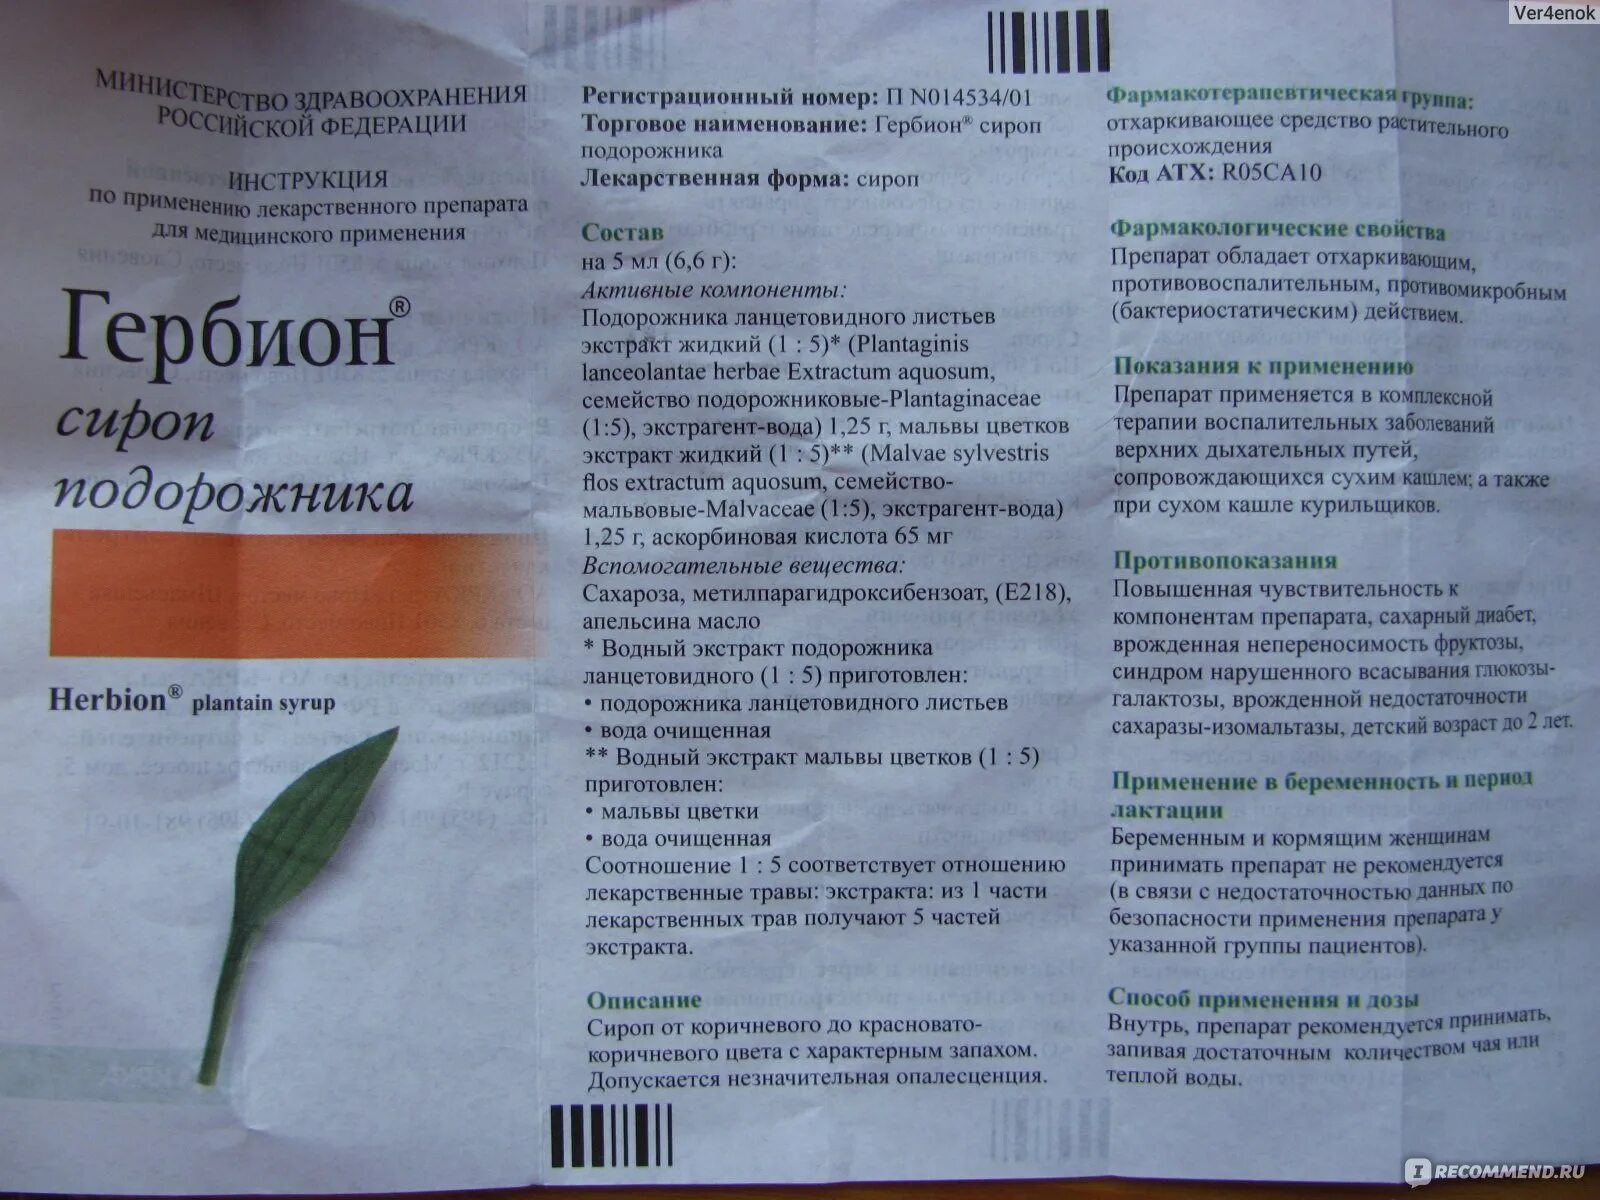 Ver4enok
МИНИСТЕРСТВО ЗДРАВООХРАНЕНИЯ
РОССИЙСКОЙ ФЕДЕРАЦИИ
ИНСТРУКЦИЯ
по применению лекарственного препарата
для медицинского применения
Гербион®
сироп
подорожника
Herbion® plantain syrup
Регистрационный номер: П N014534/01
Торговое наименование: Гербион® сироп
подорожника
Лекарственная форма: сироп
Состав
на 5 мл (6,6 г):
Активные компоненты:
Подорожника ланцетовидного листьев
экстракт жидкий (1 : 5)* (Plantaginis
lanceolantae herbae Extractum aquosum,
семейство подорожниковые-Plantaginaceae
(1:5), экстрагент-вода) 1,25 г, мальвы цветков
экстракт жидкий (1 : 5)** (Malvae sylvestris
flos extractum aquosum, семейство-
мальвовые-Malvaceae (1:5), экстрагент-вода)
1,25 г, аскорбиновая кислота 65 мг
Вспомогательные вещества:
Сахароза, метилпарагидроксибензоат, (E218),
апельсина масло
* Водный экстракт подорожника
ланцетовидного (1 : 5) приготовлен:
• подорожника ланцетовидного листьев
• вода очищенная
** Водный экстракт мальвы цветков (1 : 5)
приготовлен:
• мальвы цветки
• вода очищенная
Соотношение 1 : 5 соответствует отношению
лекарственные травы: экстракта: из 1 части
лекарственных трав получают 5 частей
экстракта.
Описание
Сироп от коричневого до красновато-
коричневого цвета с характерным запахом.
Допускается незначительная опалесценция.
Фармакотерапевтическая группа:
отхаркивающее средство растительного
происхождения
Код АТХ: R05CA10
Фармакологические свойства
Препарат обладает отхаркивающим,
противовоспалительным, противомикробным
(бактериостатическим) действием.
Показания к применению
Препарат применяется в комплексной
терапии воспалительных заболеваний
верхних дыхательных путей,
сопровождающихся сухим кашлем; а также
при сухом кашле курильщиков.
Противопоказания
Повышенная чувствительность к
компонентам препарата, сахарный диабет,
врожденная непереносимость фруктозы,
синдром нарушенного всасывания глюкозы-
галактозы, врожденной недостаточности
сахаразы-изомальтазы, детский возраст до 2 лет.
Применение в беременность и период
лактации
Беременным и кормящим женщинам
принимать препарат не рекомендуется
(в связи с недостаточностью данных по
безопасности применения препарата у
указанной группы пациентов).
Способ применения и дозы
Внутрь, препарат рекомендуется принимать,
запивая достаточным количеством чая или
теплой воды.
IRECOMMEND.RU